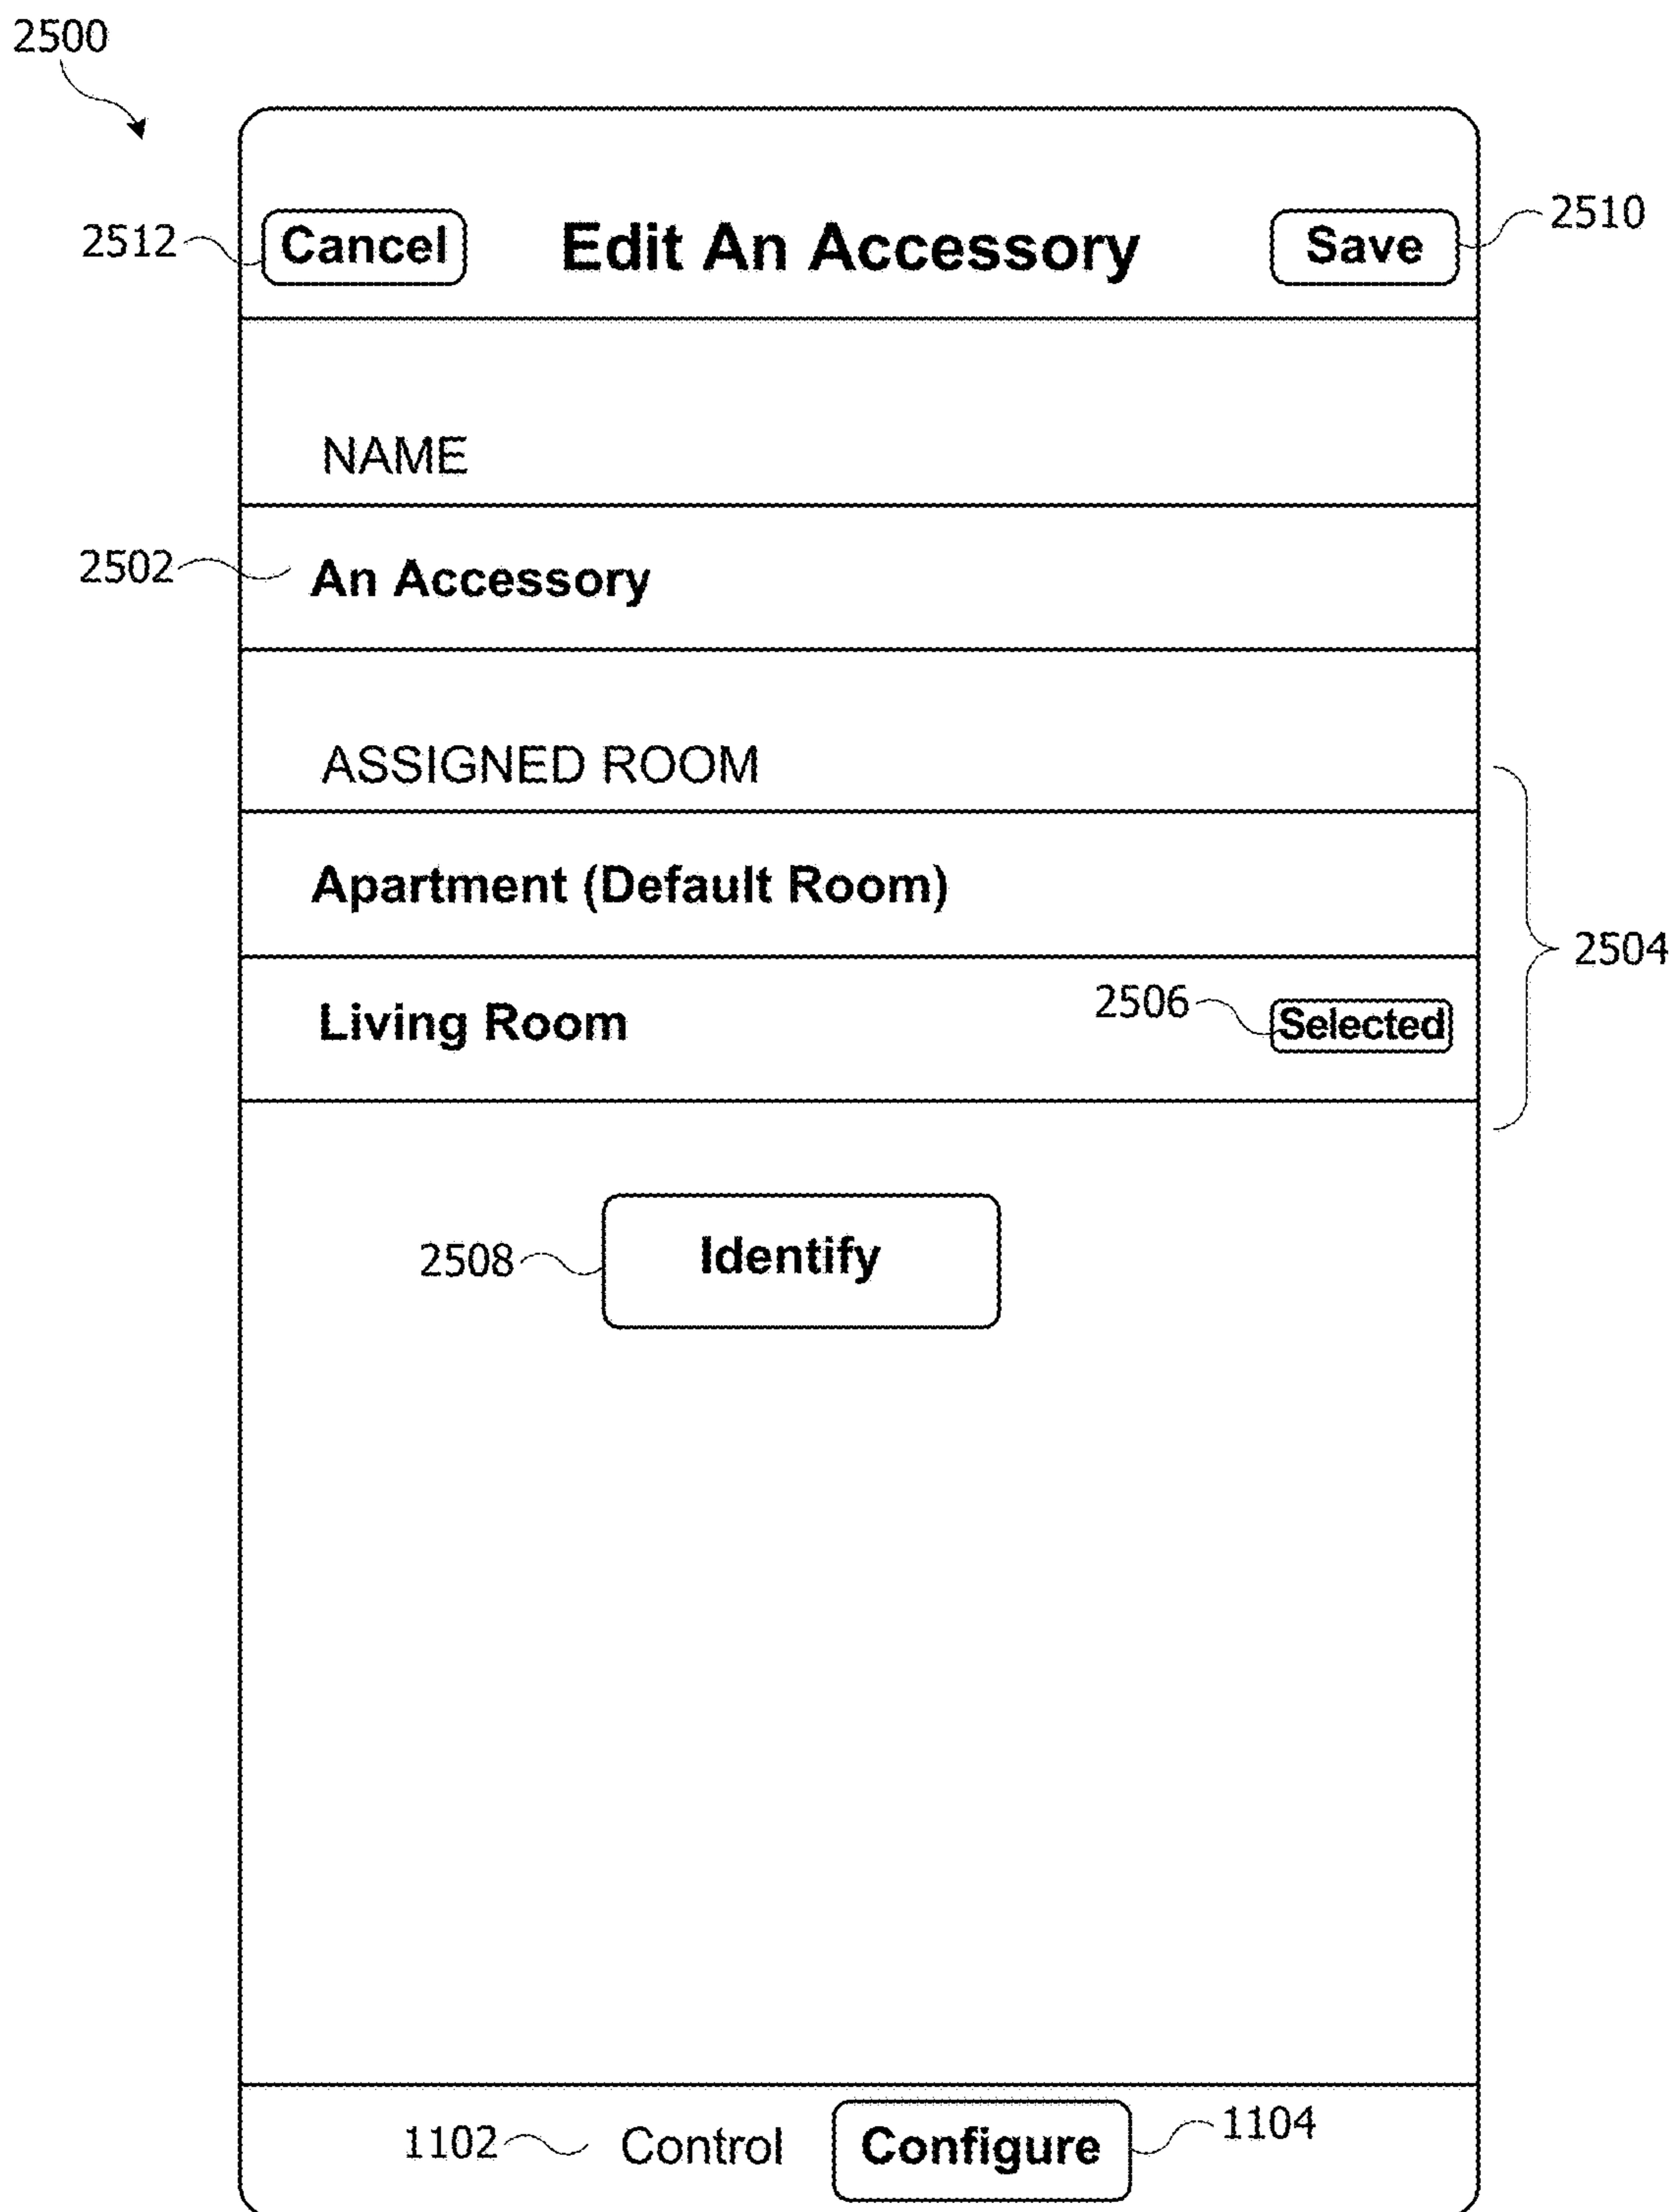 2500
2512 Cancel Edit An Accessory Save 2510
NAME
2502 An Accessory
ASSIGNED ROOM
Apartment (Default Room)
2504
Living Room 2506 Selected
2508 Identify
1102 Control Configure 1104